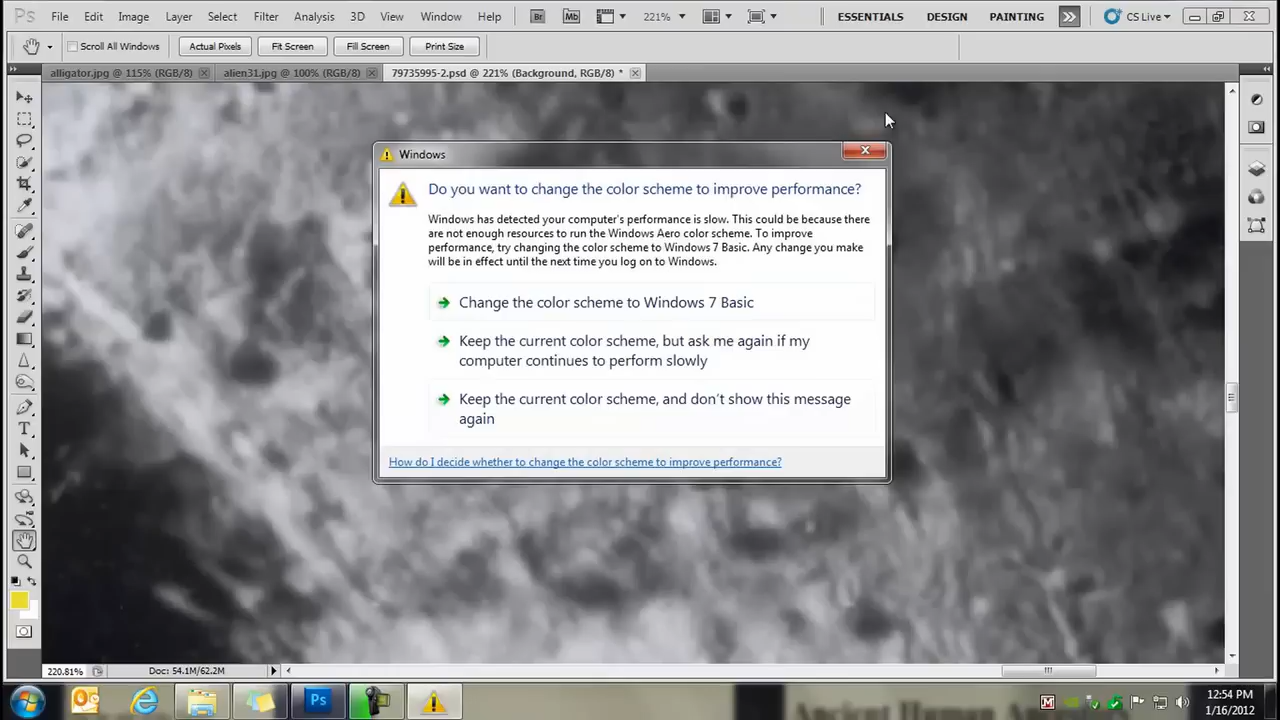 Ps File Edit Image Layer Select Filter Analysis 3D View Window Help Br Mb 221% ESSENTIALS DESIGN PAINTING CS Live
Scroll All Windows Actual Pixels Fit Screen Fill Screen Print Size
alligator.jpg @ 115% (RGB/8) alien31.jpg @ 100% (RGB/8) 79735995-2.psd @ 221% (Background, RGB/8) *
Windows
Do you want to change the color scheme to improve performance?
Windows has detected your computer's performance is slow. This could be because there
are not enough resources to run the Windows Aero color scheme. To improve
performance, try changing the color scheme to Windows 7 Basic. Any change you make
will be in effect until the next time you log on to Windows.
Change the color scheme to Windows 7 Basic
Keep the current color scheme, but ask me again if my
computer continues to perform slowly
Keep the current color scheme, and don't show this message
again
How do I decide whether to change the color scheme to improve performance?
T
220.81% Doc: 54.1M/62.2M
Ps
M
12:54 PM
1/16/2012
Ancient Human